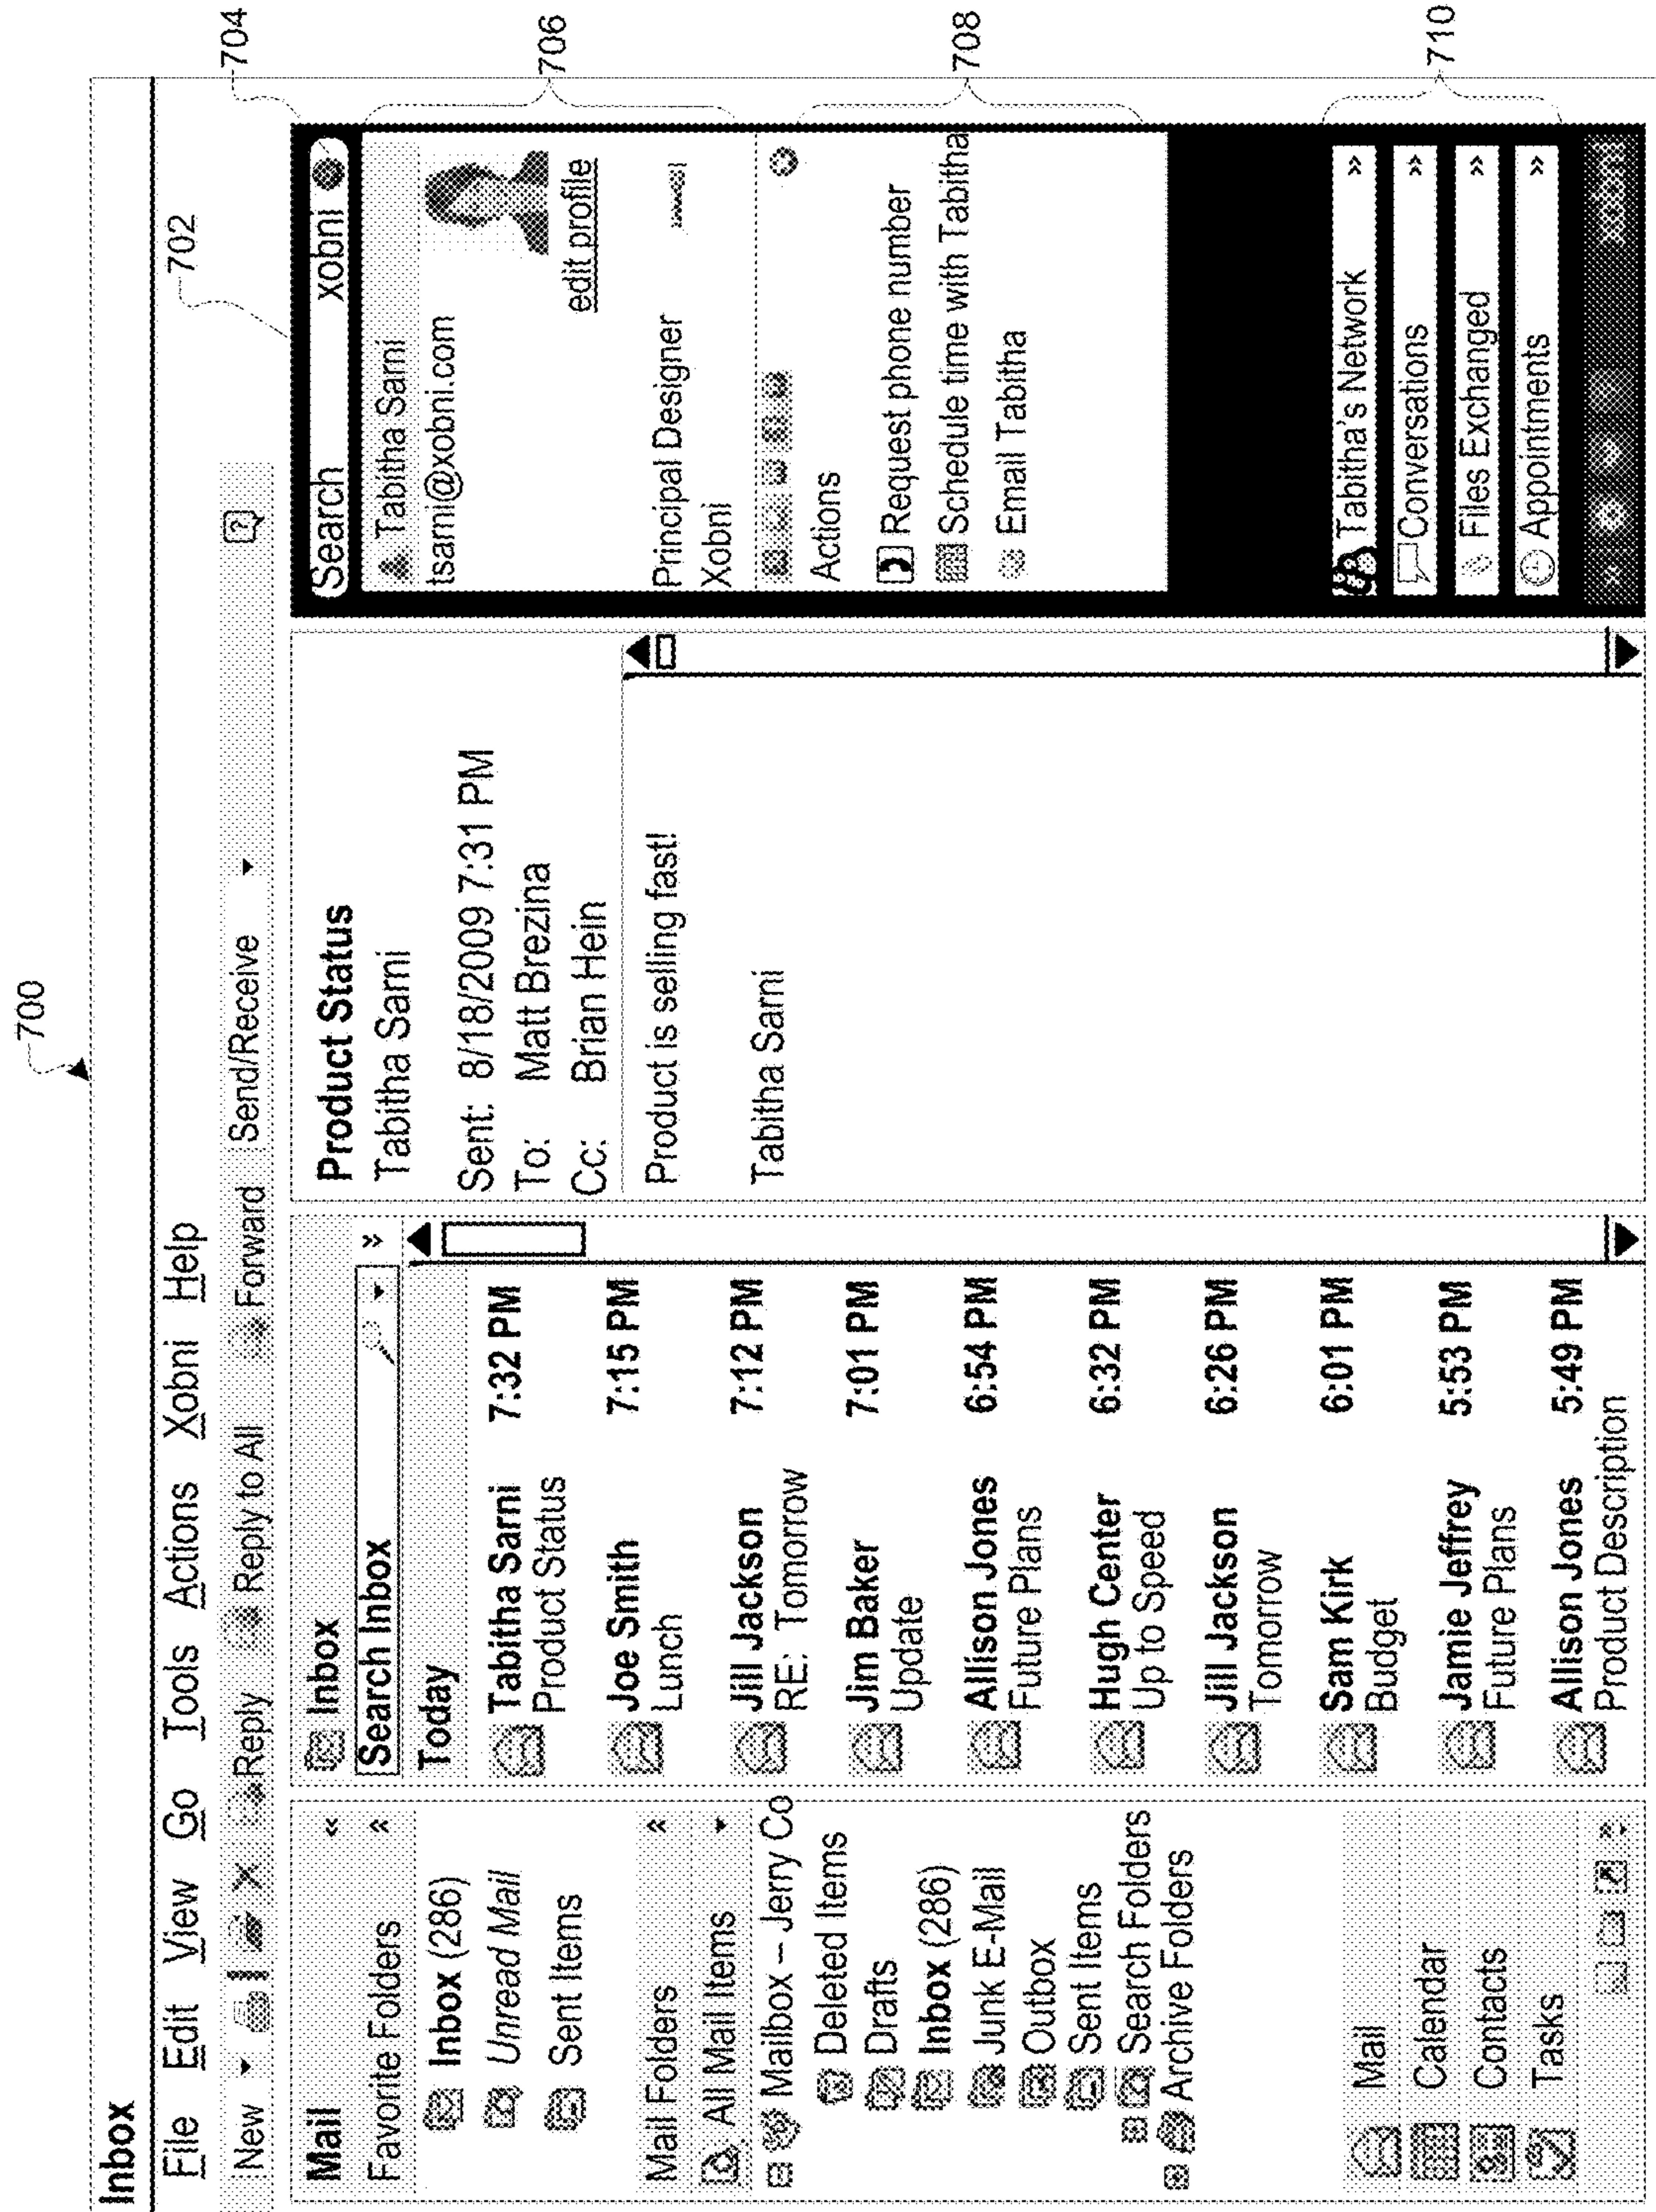 700
Inbox
File Edit View Go Tools Actions Xobni Help
New Reply Reply to All Forward Send/Receive
Mail
Favorite Folders
Inbox (286)
Unread Mail
Sent Items
Mail Folders
All Mail Items
Mailbox – Jerry Co
Deleted Items
Drafts
Inbox (286)
Junk E-Mail
Outbox
Sent Items
Search Folders
Archive Folders
Mail
Calendar
Contacts
Tasks
Inbox
Search Inbox
Today
Tabitha Sarni 7:32 PM
Product Status
Joe Smith 7:15 PM
Lunch
Jill Jackson 7:12 PM
RE: Tomorrow
Jim Baker 7:01 PM
Update
Allison Jones 6:54 PM
Future Plans
Hugh Center 6:32 PM
Up to Speed
Jill Jackson 6:26 PM
Tomorrow
Sam Kirk 6:01 PM
Budget
Jamie Jeffrey 5:53 PM
Future Plans
Allison Jones 5:49 PM
Product Description
Product Status
Tabitha Sarni
Sent: 8/18/2009 7:31 PM
To: Matt Brezina
Cc: Brian Hein
Product is selling fast!
Tabitha Sarni
702
704
Search xobni
Tabitha Sarni
tsarni@xobni.com
edit profile
Principal Designer
Xobni
706
Actions
Request phone number
Schedule time with Tabitha
Email Tabitha
708
Tabitha's Network
Conversations
Files Exchanged
Appointments
710